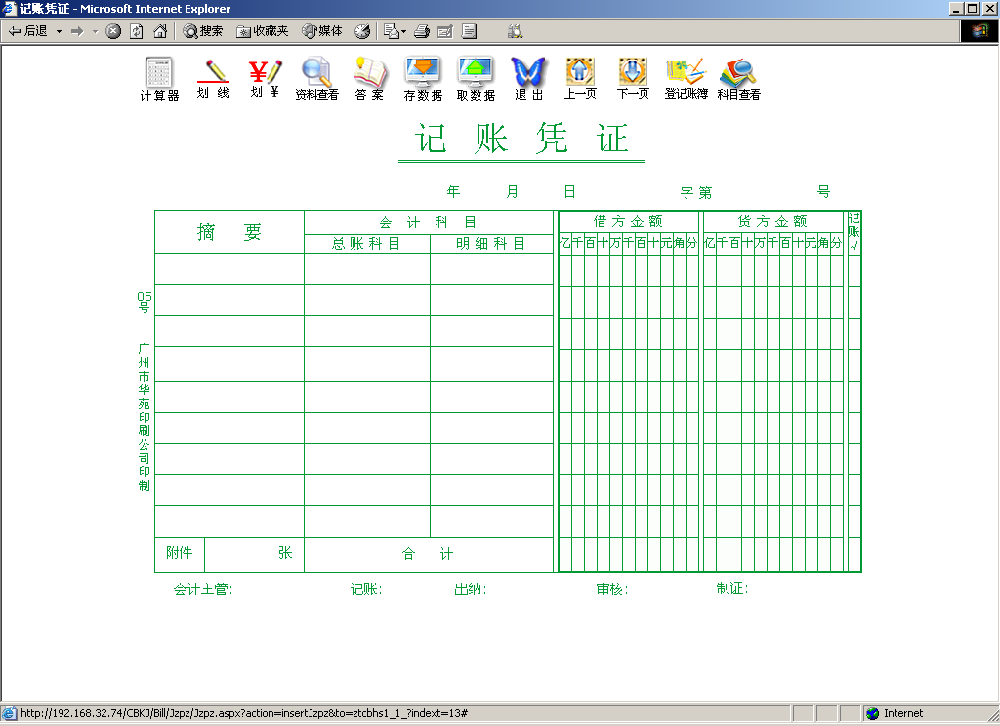 记账凭证 - Microsoft Internet Explorer
后退 搜索 收藏夹 媒体
计算器 划 线 划 ￥ 资料查看 答 案 存数据 取数据 退 出 上一页 下一页 登记账簿 科目查看
记 账 凭 证
年 月 日 字 第 号
摘 要 会 计 科 目 借 方 金 额 贷 方 金 额 记账√
总 账 科 目 明 细 科 目 亿千百十万千百十元角分 亿千百十万千百十元角分
05号
广州市华苑印刷公司印制
附件 张 合 计
会计主管: 记账: 出纳: 审核: 制证:
http://192.168.32.74/CBKJ/Bill/Jzpz/Jzpz.aspx?action=insertJzpz&to=ztcbhs1_1_?indext=13# Internet